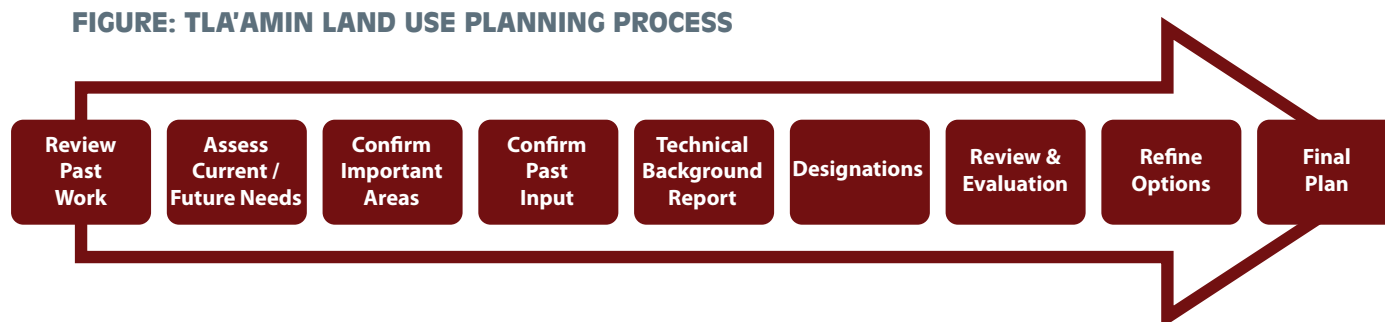 FIGURE: TLA'AMIN LAND USE PLANNING PROCESS
Review
Past
Work
Assess
Current /
Future Needs
Confirm
Important
Areas
Confirm
Past
Input
Technical
Background
Report
Designations
Review &
Evaluation
Refine
Options
Final
Plan